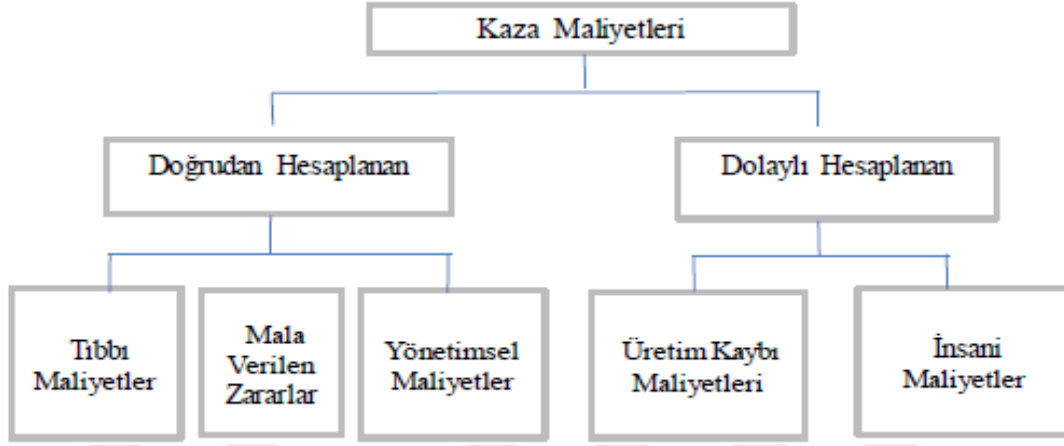 Kaza Maliyetleri
Doğrudan Hesaplanan
Dolaylı Hesaplanan
Tıbbı
Maliyetler
Mala
Verilen
Zararlar
Yönetimsel
Maliyetler
Üretim Kaybı
Maliyetleri
İnsani
Maliyetler